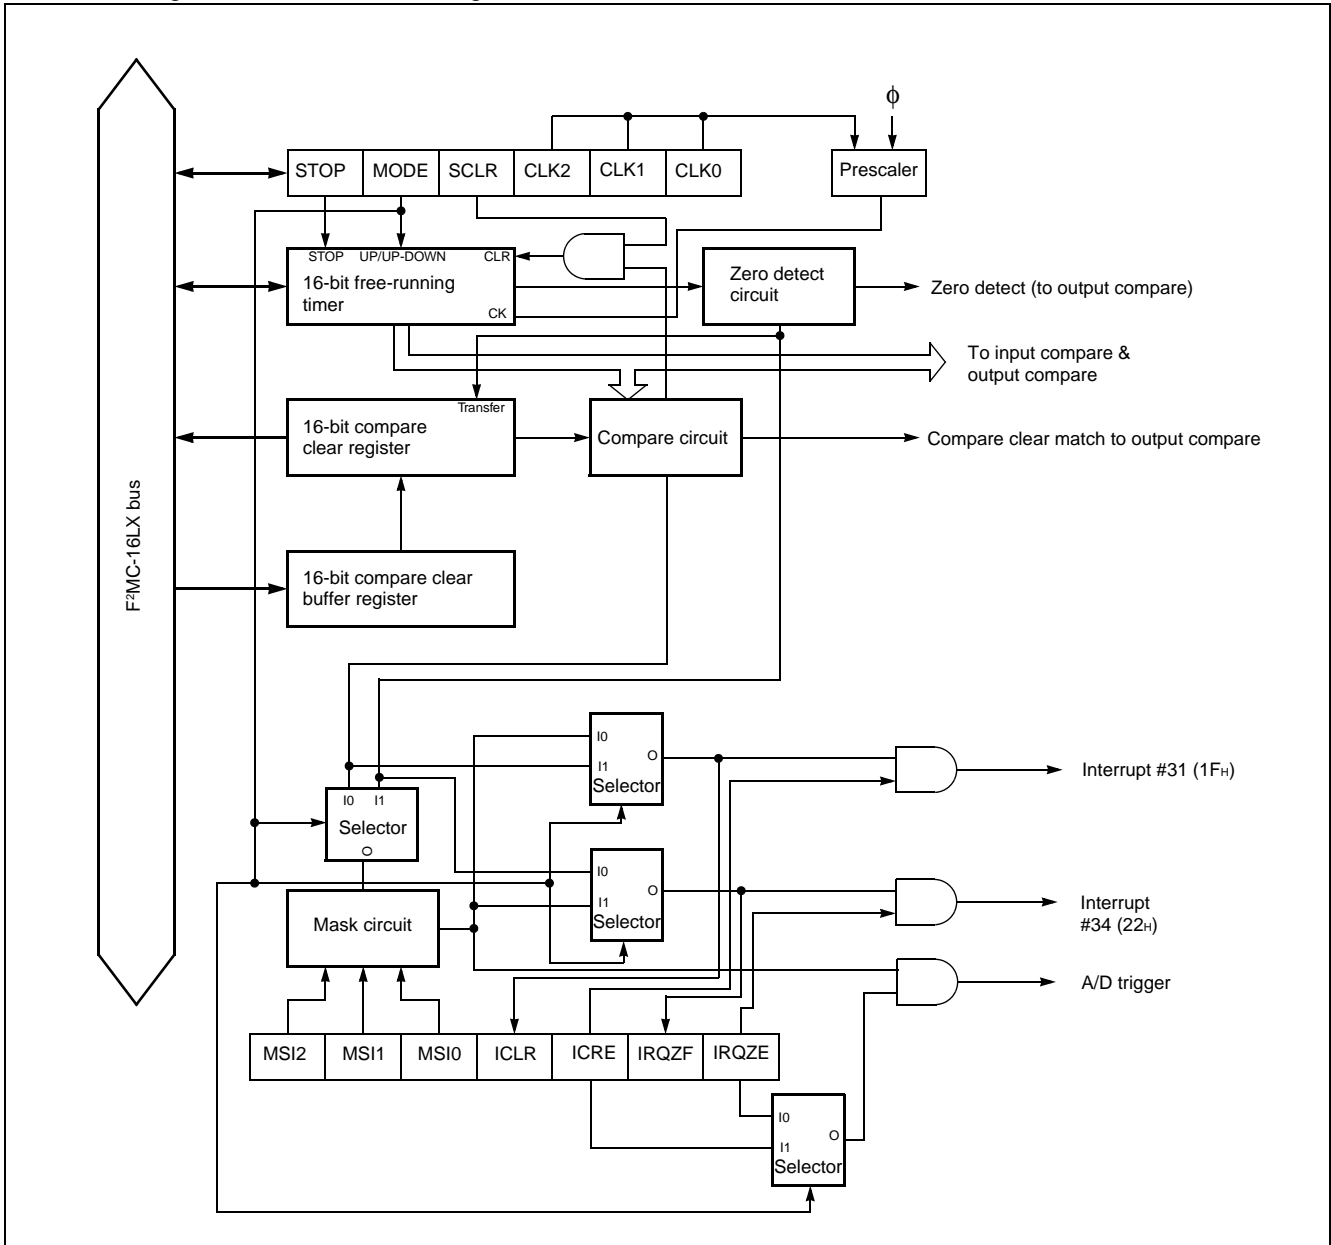 ϕ
STOP MODE SCLR CLK2 CLK1 CLK0
Prescaler
STOP UP/UP-DOWN CLR
16-bit free-running
timer
CK
Zero detect
circuit
Zero detect (to output compare)
To input compare &
output compare
Transfer
16-bit compare
clear register
Compare circuit
Compare clear match to output compare
F²MC-16LX bus
16-bit compare clear
buffer register
I0
O
I1
Selector
Interrupt #31 (1FH)
I0 I1
Selector
O
I0
O
I1
Selector
Interrupt
#34 (22H)
Mask circuit
A/D trigger
MSI2 MSI1 MSI0 ICLR ICRE IRQZF IRQZE
I0
O
I1
Selector